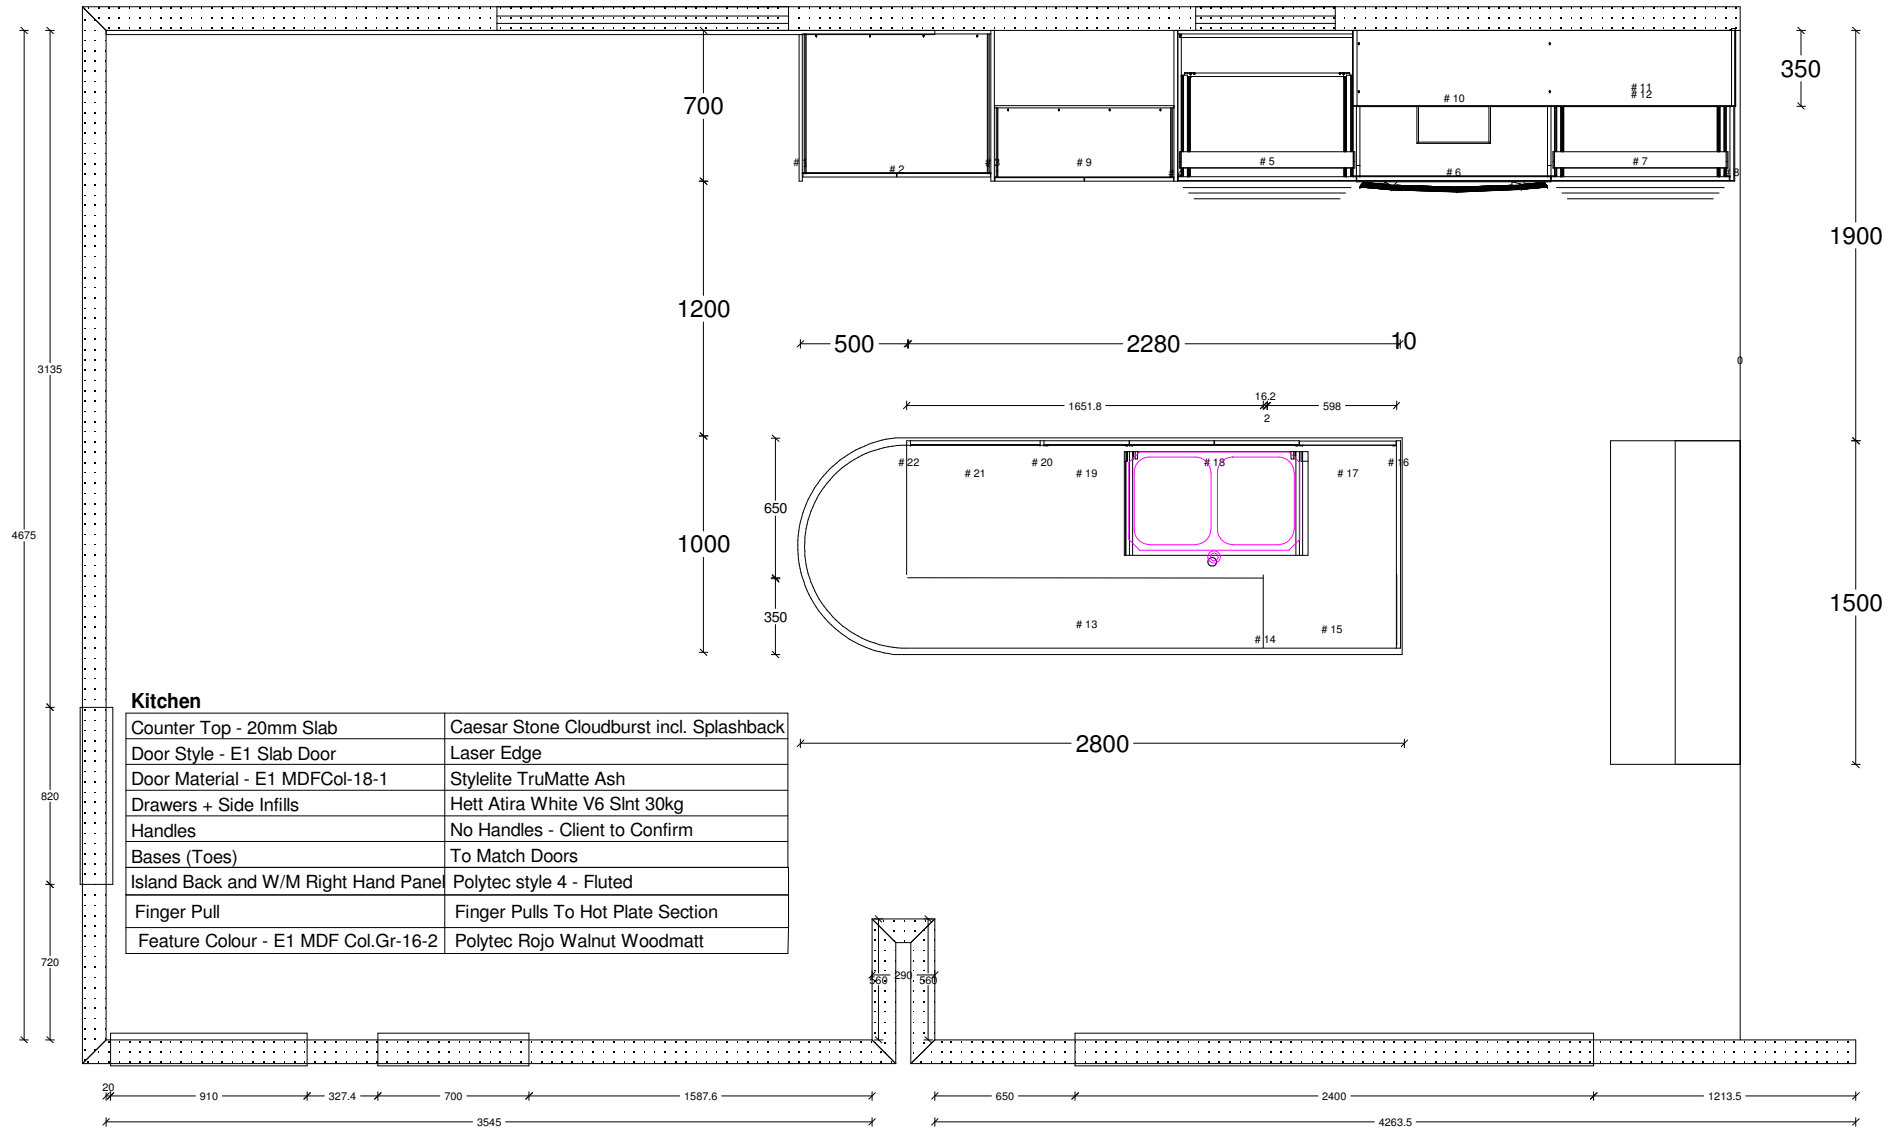 350
700
# 11
# 12
# 10
# 1
# 2
# 3
# 9
# 5
# 6
# 7
# 8
1900
1200
500
2280
10
3135
0
16.2
1651.8
598
2
# 22
# 21
# 20
# 19
# 18
# 17
# 16
650
4675
1000
1500
350
# 13
# 14
# 15
Kitchen
Counter Top - 20mm Slab
Caesar Stone Cloudburst incl. Splashback
Door Style - E1 Slab Door
Laser Edge
Door Material - E1 MDFCol-18-1
Stylelite TruMatte Ash
Drawers + Side Infills
Hett Atira White V6 Slnt 30kg
Handles
No Handles - Client to Confirm
Bases (Toes)
To Match Doors
Island Back and W/M Right Hand Panel
Polytec style 4 - Fluted
Finger Pull
Finger Pulls To Hot Plate Section
Feature Colour - E1 MDF Col.Gr-16-2
Polytec Rojo Walnut Woodmatt
2800
820
720
560
290
560
20
910
327.4
700
1587.6
650
2400
1213.5
3545
4263.5